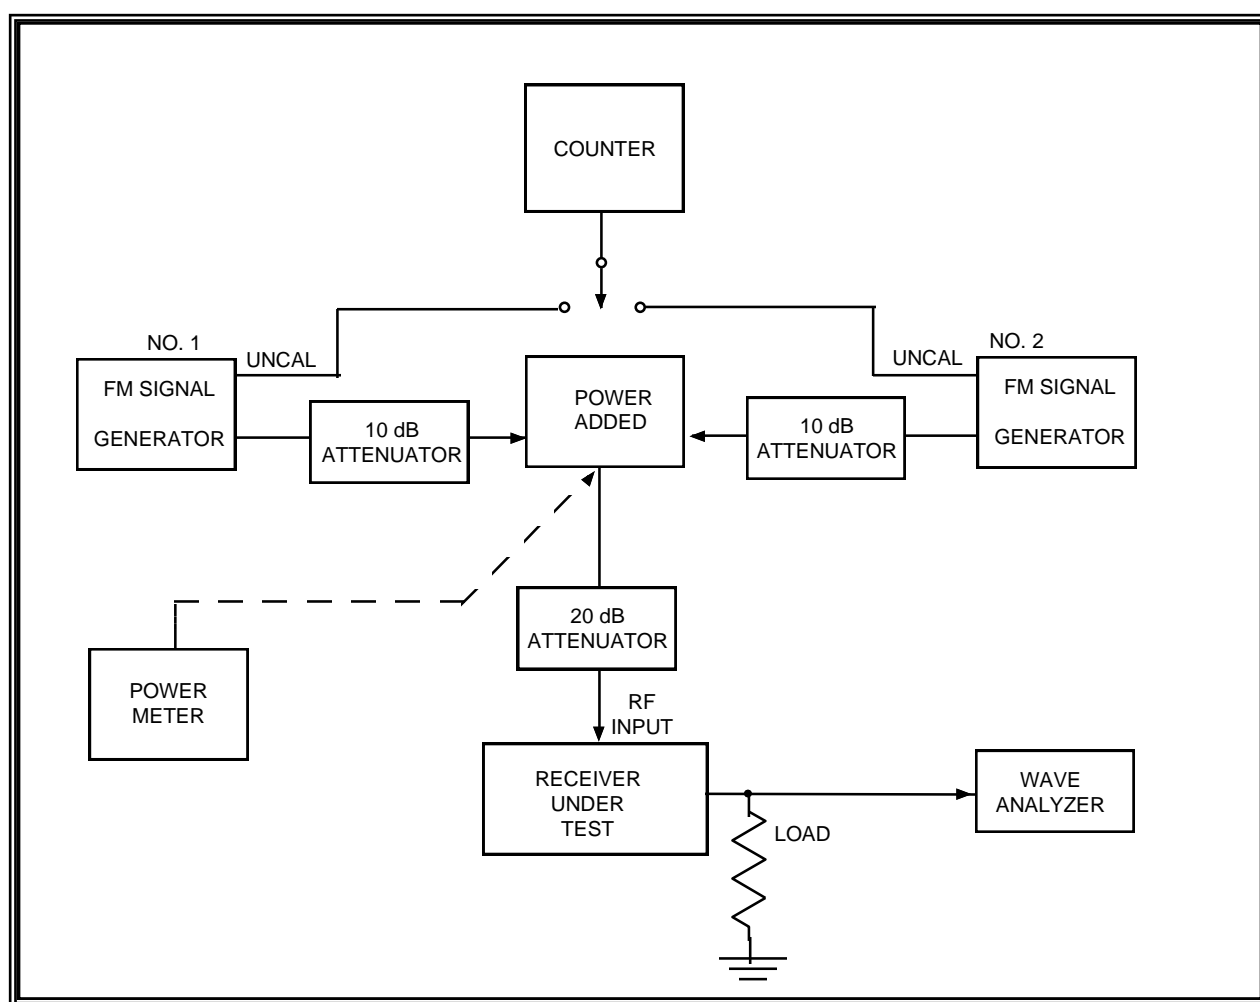 COUNTER
NO. 1
UNCAL
FM SIGNAL
GENERATOR
10 dB
ATTENUATOR
POWER
ADDED
10 dB
ATTENUATOR
UNCAL
NO. 2
FM SIGNAL
GENERATOR
20 dB
ATTENUATOR
POWER
METER
RF
INPUT
RECEIVER
UNDER
TEST
LOAD
WAVE
ANALYZER